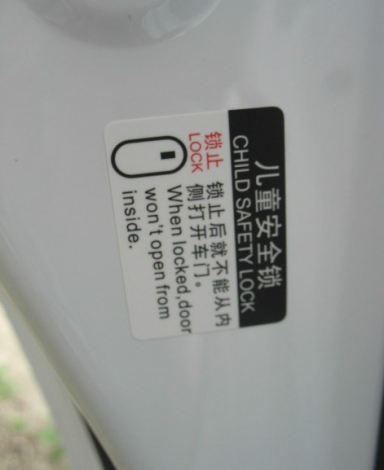 儿童安全锁
CHILD SAFETY LOCK
锁止
LOCK
锁止后就不能从内
侧打开车门。
When locked,door
won't open from
inside.